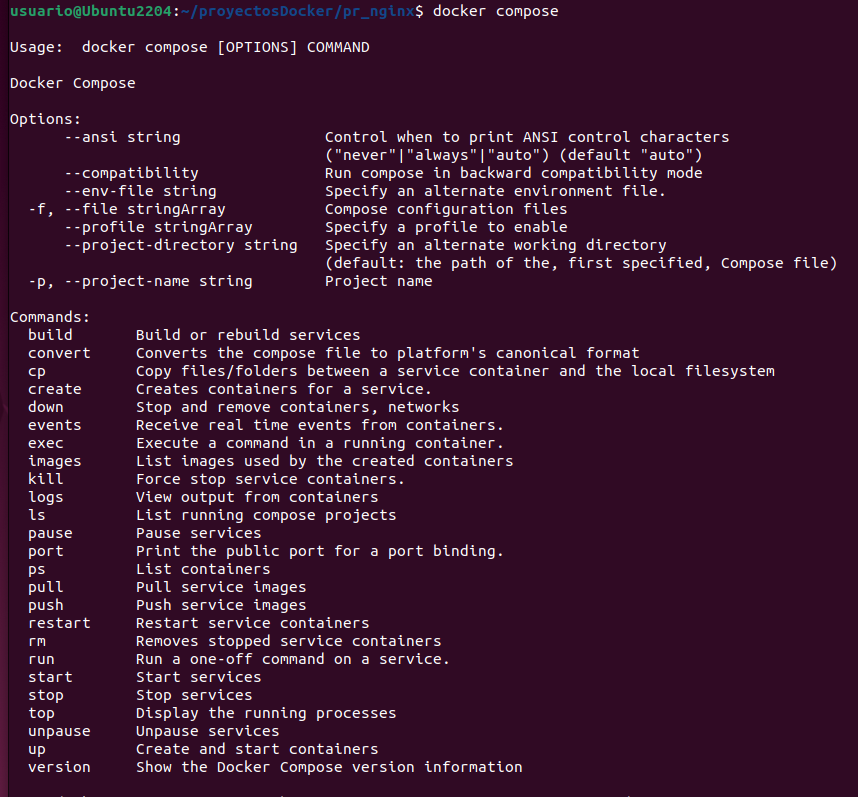 usuario@Ubuntu2204:~/proyectosDocker/pr_nginx$ docker compose
Usage:  docker compose [OPTIONS] COMMAND
Docker Compose
Options:
      --ansi string                Control when to print ANSI control characters
                                   ("never"|"always"|"auto") (default "auto")
      --compatibility              Run compose in backward compatibility mode
      --env-file string            Specify an alternate environment file.
  -f, --file stringArray           Compose configuration files
      --profile stringArray        Specify a profile to enable
      --project-directory string   Specify an alternate working directory
                                   (default: the path of the, first specified, Compose file)
  -p, --project-name string        Project name
Commands:
  build       Build or rebuild services
  convert     Converts the compose file to platform's canonical format
  cp          Copy files/folders between a service container and the local filesystem
  create      Creates containers for a service.
  down        Stop and remove containers, networks
  events      Receive real time events from containers.
  exec        Execute a command in a running container.
  images      List images used by the created containers
  kill        Force stop service containers.
  logs        View output from containers
  ls          List running compose projects
  pause       Pause services
  port        Print the public port for a port binding.
  ps          List containers
  pull        Pull service images
  push        Push service images
  restart     Restart service containers
  rm          Removes stopped service containers
  run         Run a one-off command on a service.
  start       Start services
  stop        Stop services
  top         Display the running processes
  unpause     Unpause services
  up          Create and start containers
  version     Show the Docker Compose version information